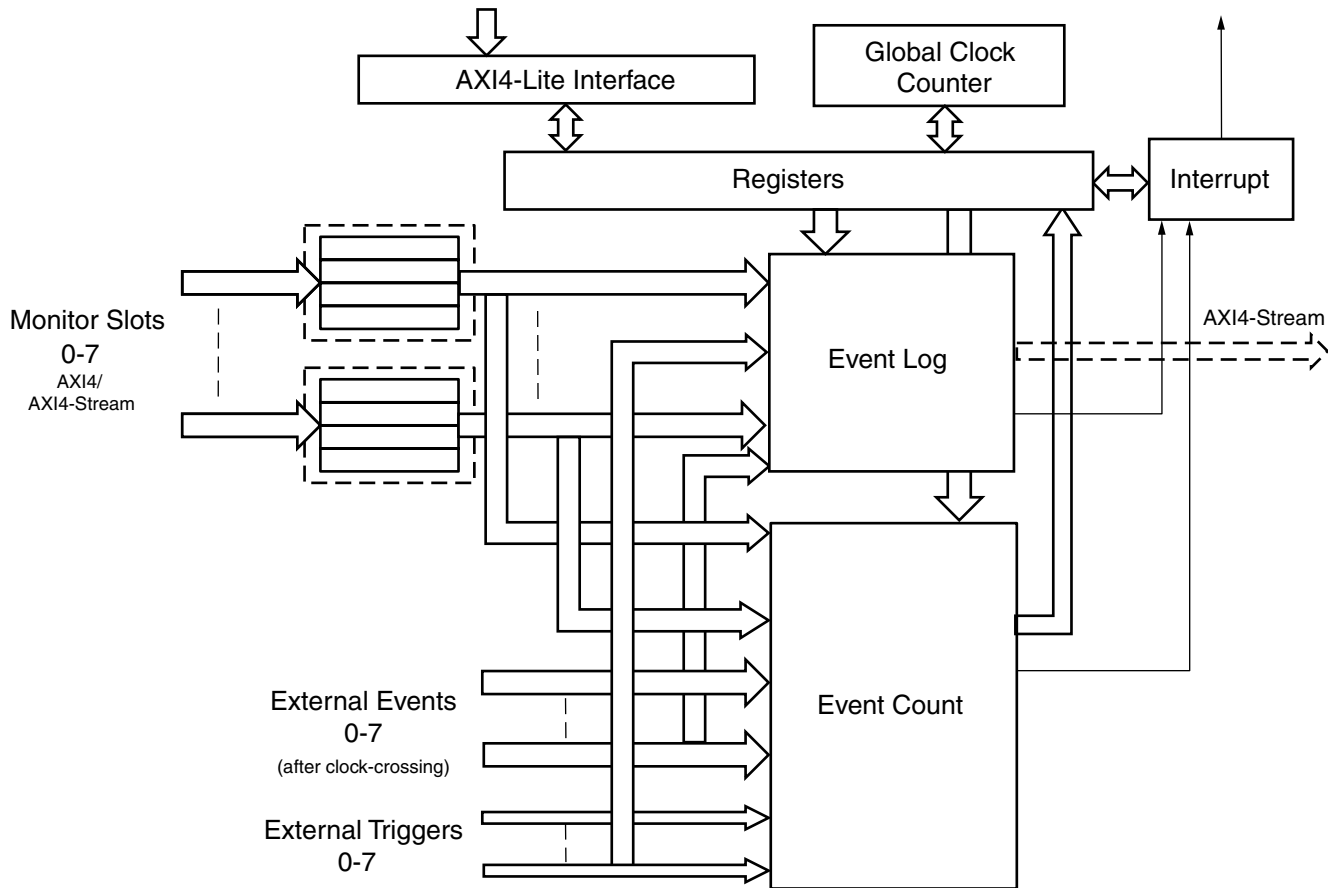 AXI4-Lite Interface
Global Clock
Counter
Registers
Interrupt
Monitor Slots
0-7
AXI4/
AXI4-Stream
AXI4-Stream
Event Log
Event Count
External Events
0-7
(after clock-crossing)
External Triggers
0-7